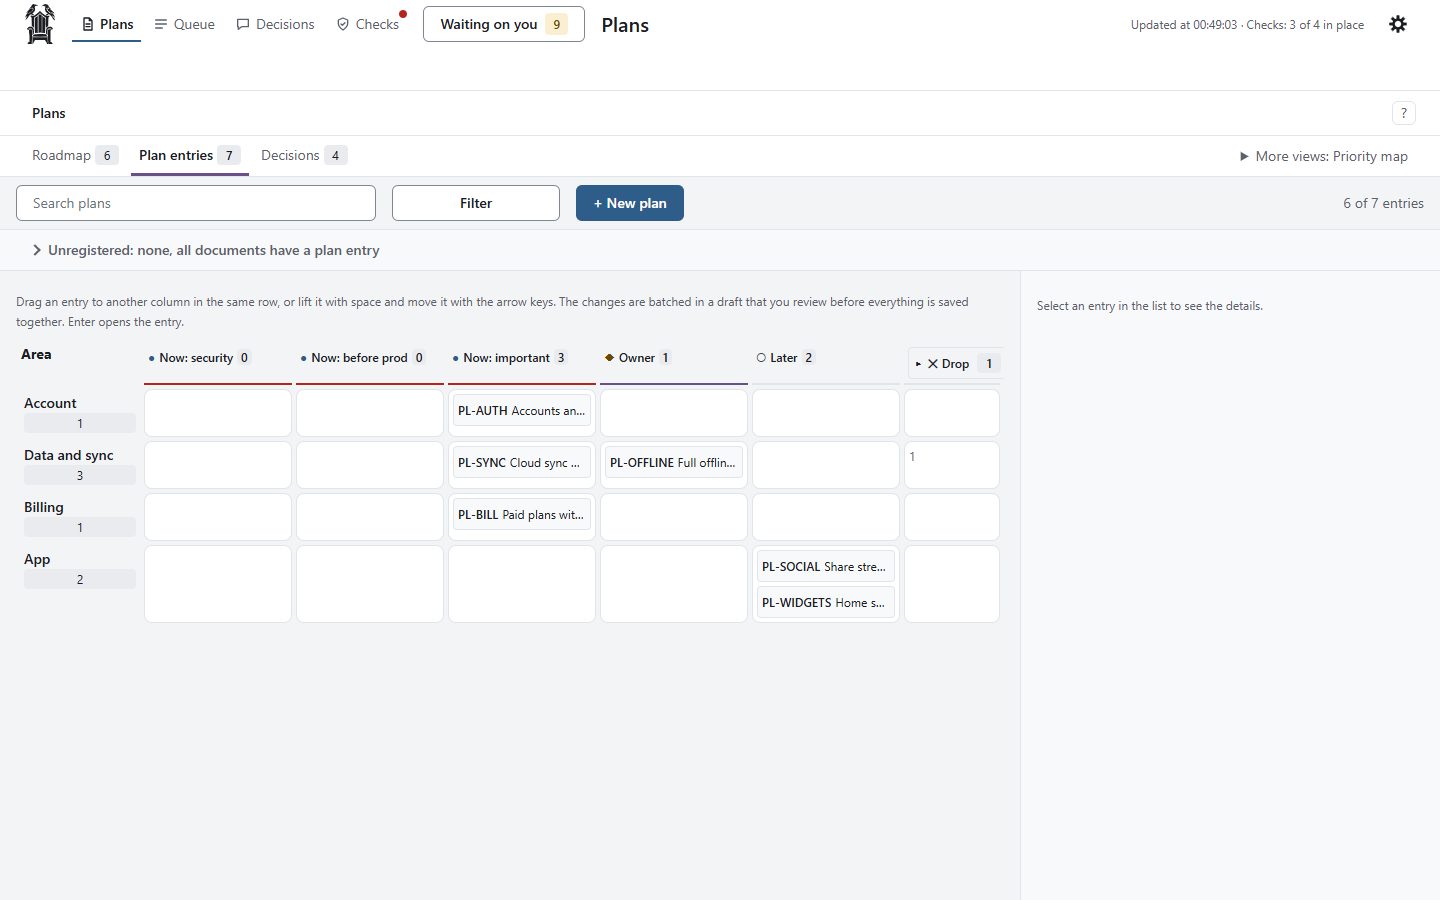 Plans Queue Decisions Checks Waiting on you 9 Plans Updated at 00:49:03 · Checks: 3 of 4 in place
Plans ?
Roadmap 6 Plan entries 7 Decisions 4 ▶ More views: Priority map
Search plans Filter + New plan 6 of 7 entries
Unregistered: none, all documents have a plan entry
Drag an entry to another column in the same row, or lift it with space and move it with the arrow keys. The changes are batched in a draft that you review before everything is saved
together. Enter opens the entry.
Select an entry in the list to see the details.
Area Now: security 0 Now: before prod 0 Now: important 3 Owner 1 Later 2 Drop 1
Account
1
PL-AUTH Accounts an...
Data and sync
3
PL-SYNC Cloud sync ... PL-OFFLINE Full offlin... 1
Billing
1
PL-BILL Paid plans wit...
App
2
PL-SOCIAL Share stre...
PL-WIDGETS Home s...